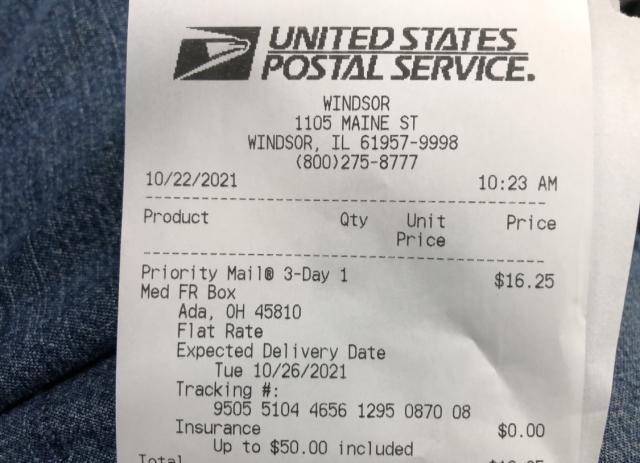 UNITED STATES
POSTAL SERVICE.
WINDSOR
1105 MAINE ST
WINDSOR, IL 61957-9998
(800)275-8777
10/22/2021 10:23 AM
Product Qty Unit Price
Price
Priority Mail® 3-Day 1 $16.25
Med FR Box
Ada, OH 45810
Flat Rate
Expected Delivery Date
Tue 10/26/2021
Tracking #:
9505 5104 4656 1295 0870 08
Insurance $0.00
Up to $50.00 included
Total